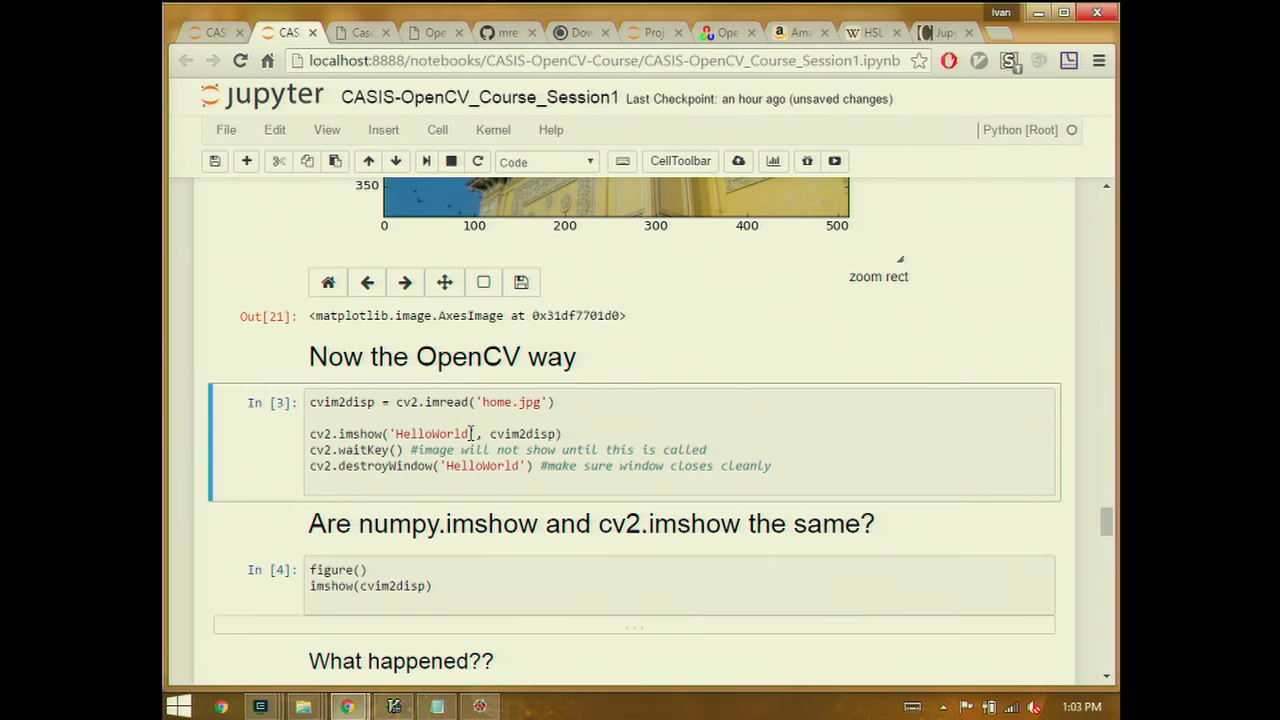 Ivan
CAS
CAS
Casc
Ope
mre
Dov
Proj
Ope
Ama
HSL
Jup
localhost:8888/notebooks/CASIS-OpenCV-Course/CASIS-OpenCV_Course_Session1.ipynb
jupyter CASIS-OpenCV_Course_Session1 Last Checkpoint: an hour ago (unsaved changes)
File Edit View Insert Cell Kernel Help Python [Root]
Code CellToolbar
350
0 100 200 300 400 500
zoom rect
Out[21]: <matplotlib.image.AxesImage at 0x31df7701d0>
Now the OpenCV way
In [3]: cvim2disp = cv2.imread('home.jpg')
cv2.imshow('HelloWorld', cvim2disp)
cv2.waitKey() #image will not show until this is called
cv2.destroyWindow('HelloWorld') #make sure window closes cleanly
Are numpy.imshow and cv2.imshow the same?
In [4]: figure()
imshow(cvim2disp)
...
What happened??
1:03 PM